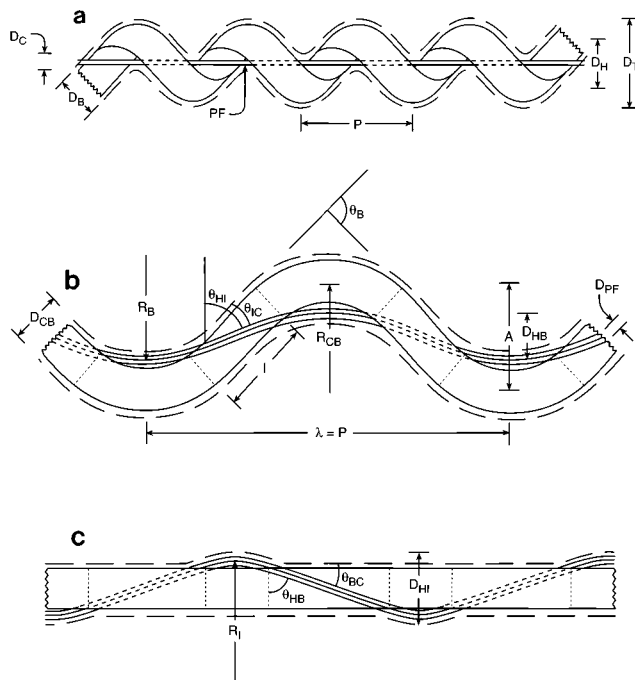 a
D_C
D_B
PF
P
D_H
D_T
b
θ_B
D_CB
R_B
θ_HI
θ_IC
R_CB
I
A
D_HB
D_PF
λ = P
c
θ_BC
θ_HB
D_HI
R_I